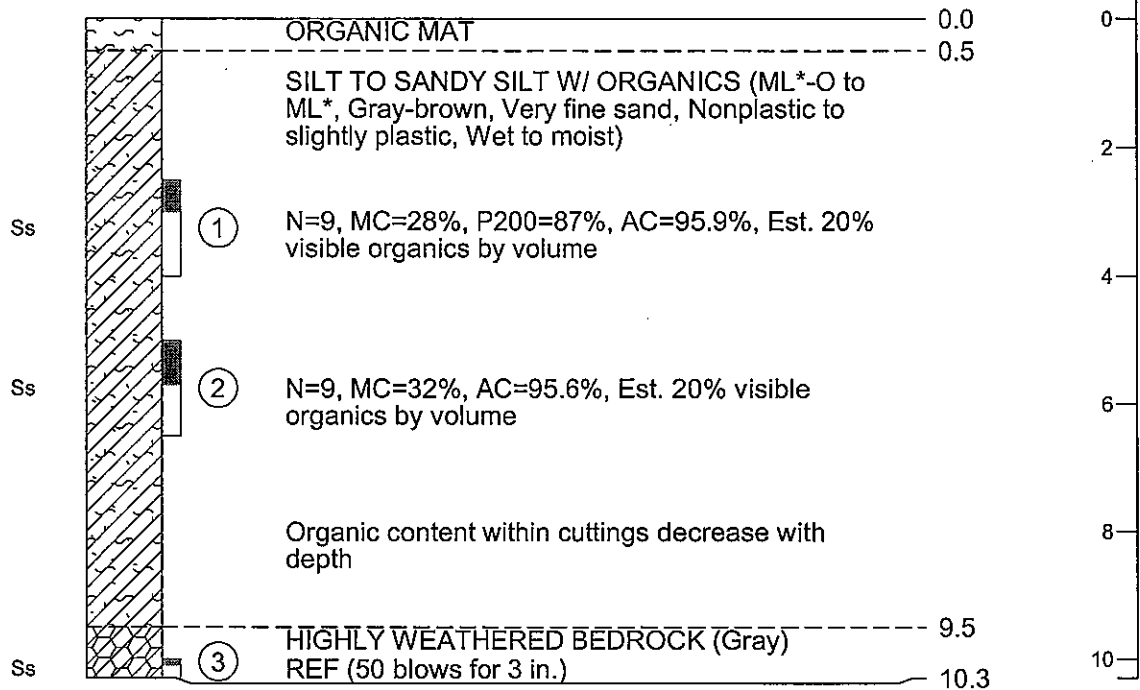 ORGANIC MAT 0.0 0
0.5
SILT TO SANDY SILT W/ ORGANICS (ML*-O to
ML*, Gray-brown, Very fine sand, Nonplastic to
slightly plastic, Wet to moist)
2
Ss 1 N=9, MC=28%, P200=87%, AC=95.9%, Est. 20%
visible organics by volume
4
Ss 2 N=9, MC=32%, AC=95.6%, Est. 20% visible
organics by volume
6
Organic content within cuttings decrease with
depth
8
9.5
HIGHLY WEATHERED BEDROCK (Gray)
Ss 3 REF (50 blows for 3 in.) 10
10.3